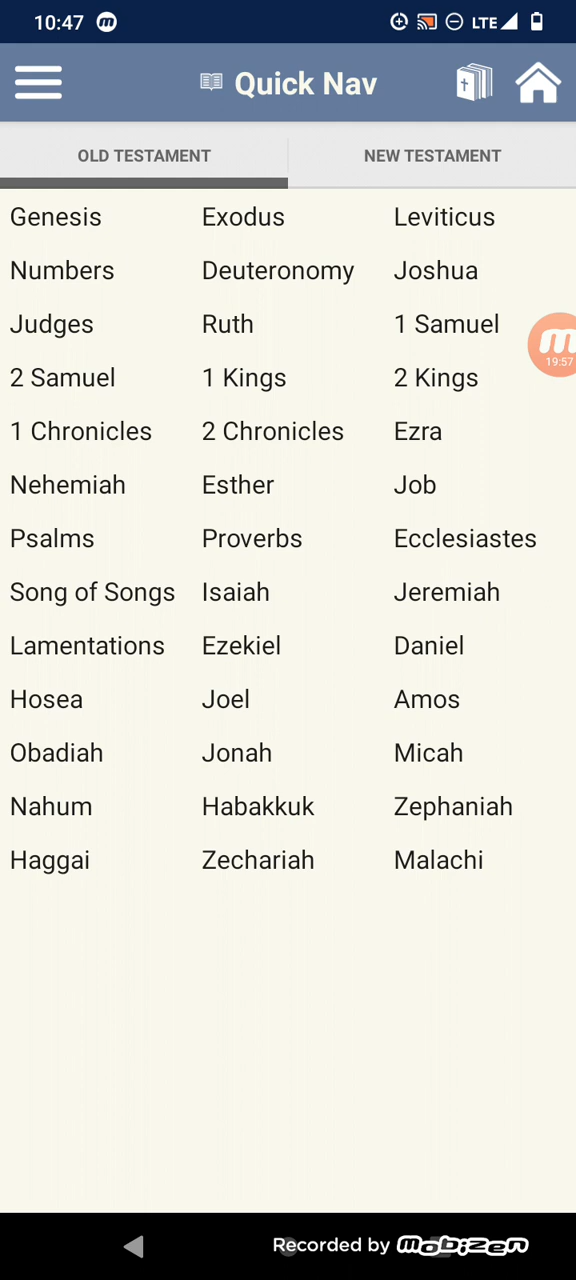 10:47 m LTE
Quick Nav
OLD TESTAMENT NEW TESTAMENT
Genesis Exodus Leviticus
Numbers Deuteronomy Joshua
Judges Ruth 1 Samuel
m
19:57
2 Samuel 1 Kings 2 Kings
1 Chronicles 2 Chronicles Ezra
Nehemiah Esther Job
Psalms Proverbs Ecclesiastes
Song of Songs Isaiah Jeremiah
Lamentations Ezekiel Daniel
Hosea Joel Amos
Obadiah Jonah Micah
Nahum Habakkuk Zephaniah
Haggai Zechariah Malachi
Recorded by mobizen